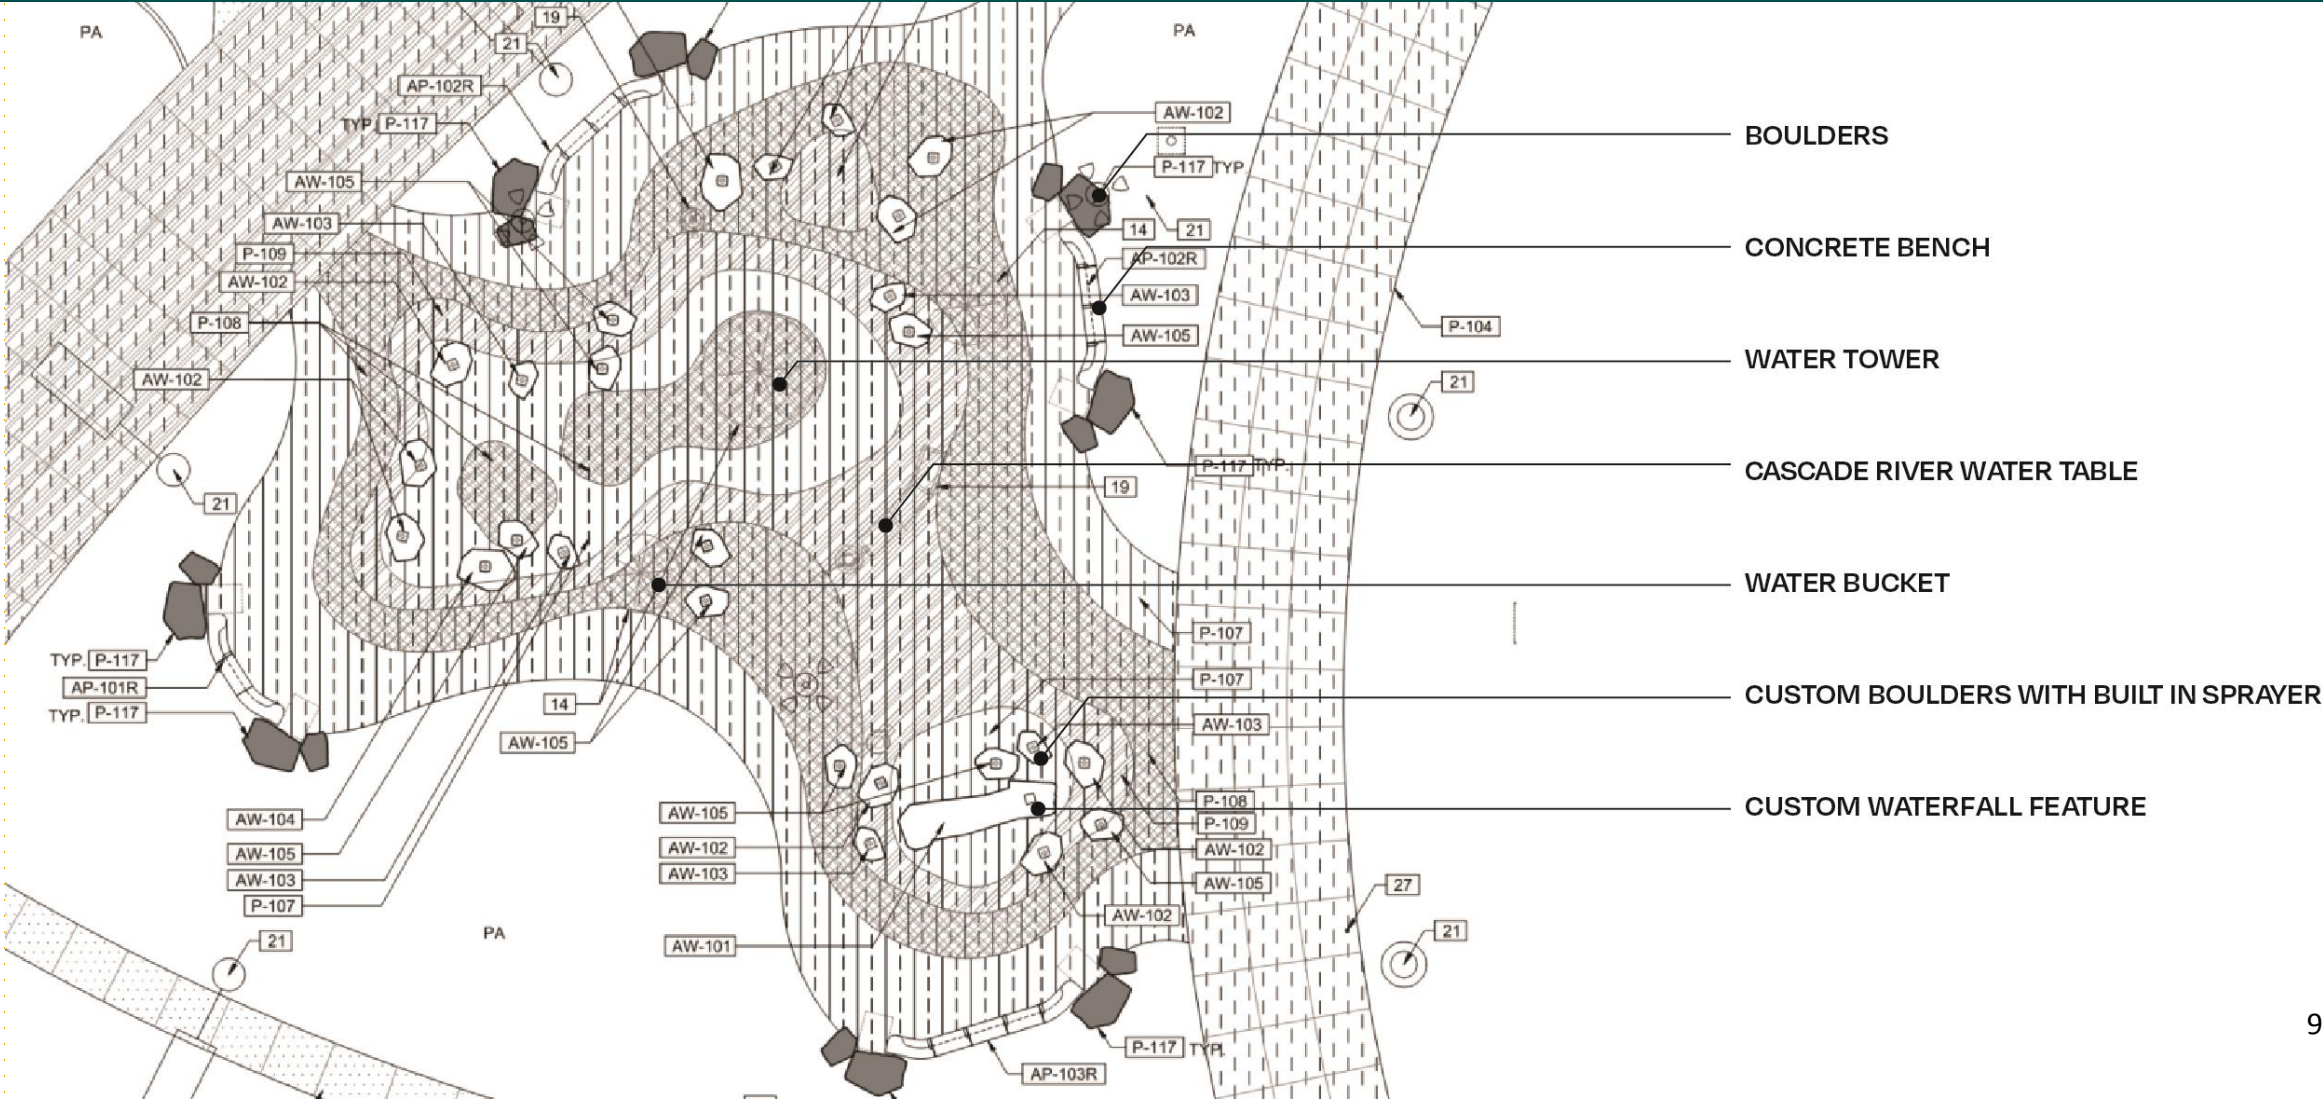 PA
19
PA
21
AP-102R
AW-102
TYP. P-117
BOULDERS
P-117 TYP.
AW-105
AW-103
14
21
P-109
CONCRETE BENCH
AP-102R
AW-102
AW-103
P-108
P-104
AW-105
WATER TOWER
AW-102
21
P-117 TYP.
CASCADE RIVER WATER TABLE
19
21
WATER BUCKET
P-107
TYP. P-117
P-107
AP-101R
CUSTOM BOULDERS WITH BUILT IN SPRAYER
14
TYP. P-117
AW-103
AW-105
P-108
CUSTOM WATERFALL FEATURE
AW-105
AW-104
P-109
AW-102
AW-102
AW-105
AW-103
AW-103
AW-105
27
P-107
AW-102
PA
21
21
AW-101
9
P-117 TYP.
AP-103R